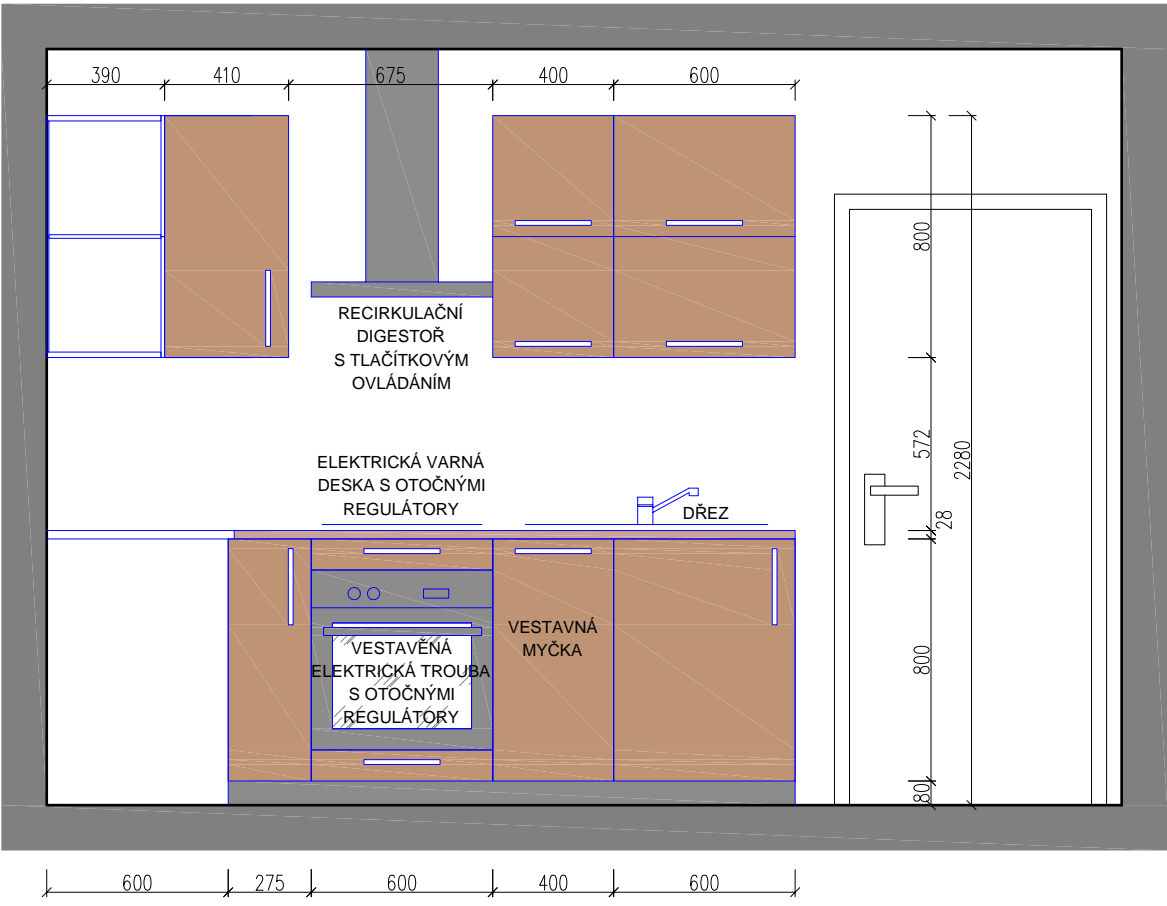 390 410 675 400 600
800
RECIRKULAČNÍ
DIGESTOŘ
S TLAČÍTKOVÝM
OVLÁDÁNÍM
572
2280
ELEKTRICKÁ VARNÁ
DESKA S OTOČNÝMI
REGULÁTORY
DŘEZ
28
VESTAVNÁ
MYČKA
VESTAVĚNÁ
ELEKTRICKÁ TROUBA
S OTOČNÝMI
REGULÁTORY
800
80
600 275 600 400 600